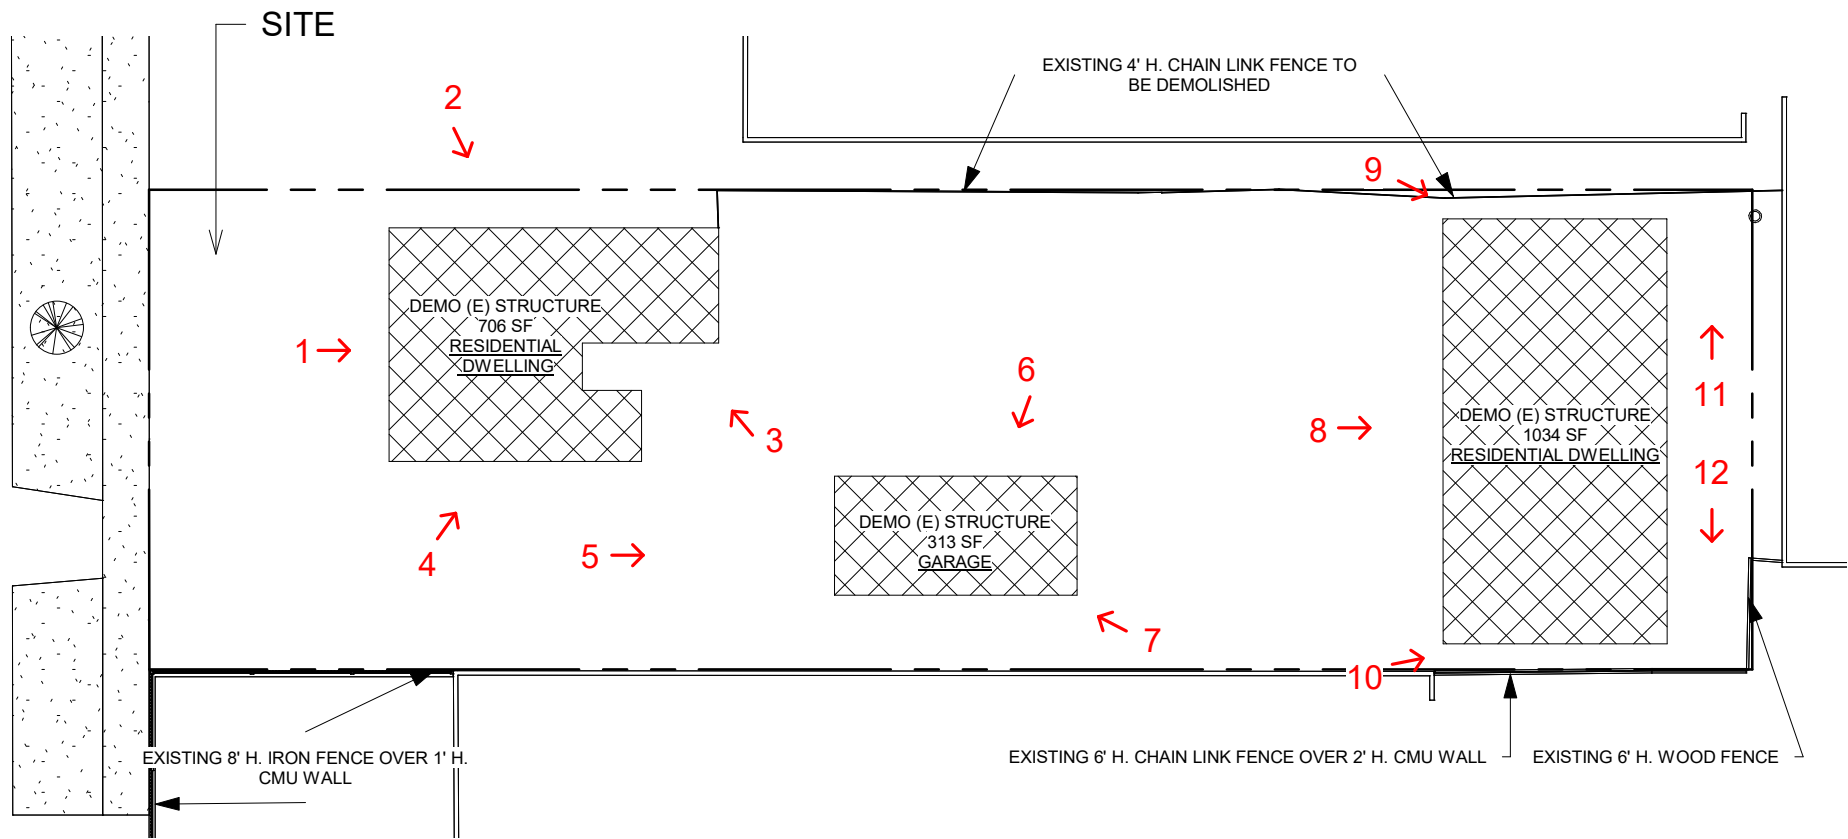 SITE
EXISTING 4' H. CHAIN LINK FENCE TO
BE DEMOLISHED
2
9
DEMO (E) STRUCTURE
706 SF
RESIDENTIAL
DWELLING
1
3
6
8
DEMO (E) STRUCTURE
1034 SF
RESIDENTIAL DWELLING
11
12
4
5
DEMO (E) STRUCTURE
313 SF
GARAGE
7
10
EXISTING 8' H. IRON FENCE OVER 1' H.
CMU WALL
EXISTING 6' H. CHAIN LINK FENCE OVER 2' H. CMU WALL
EXISTING 6' H. WOOD FENCE